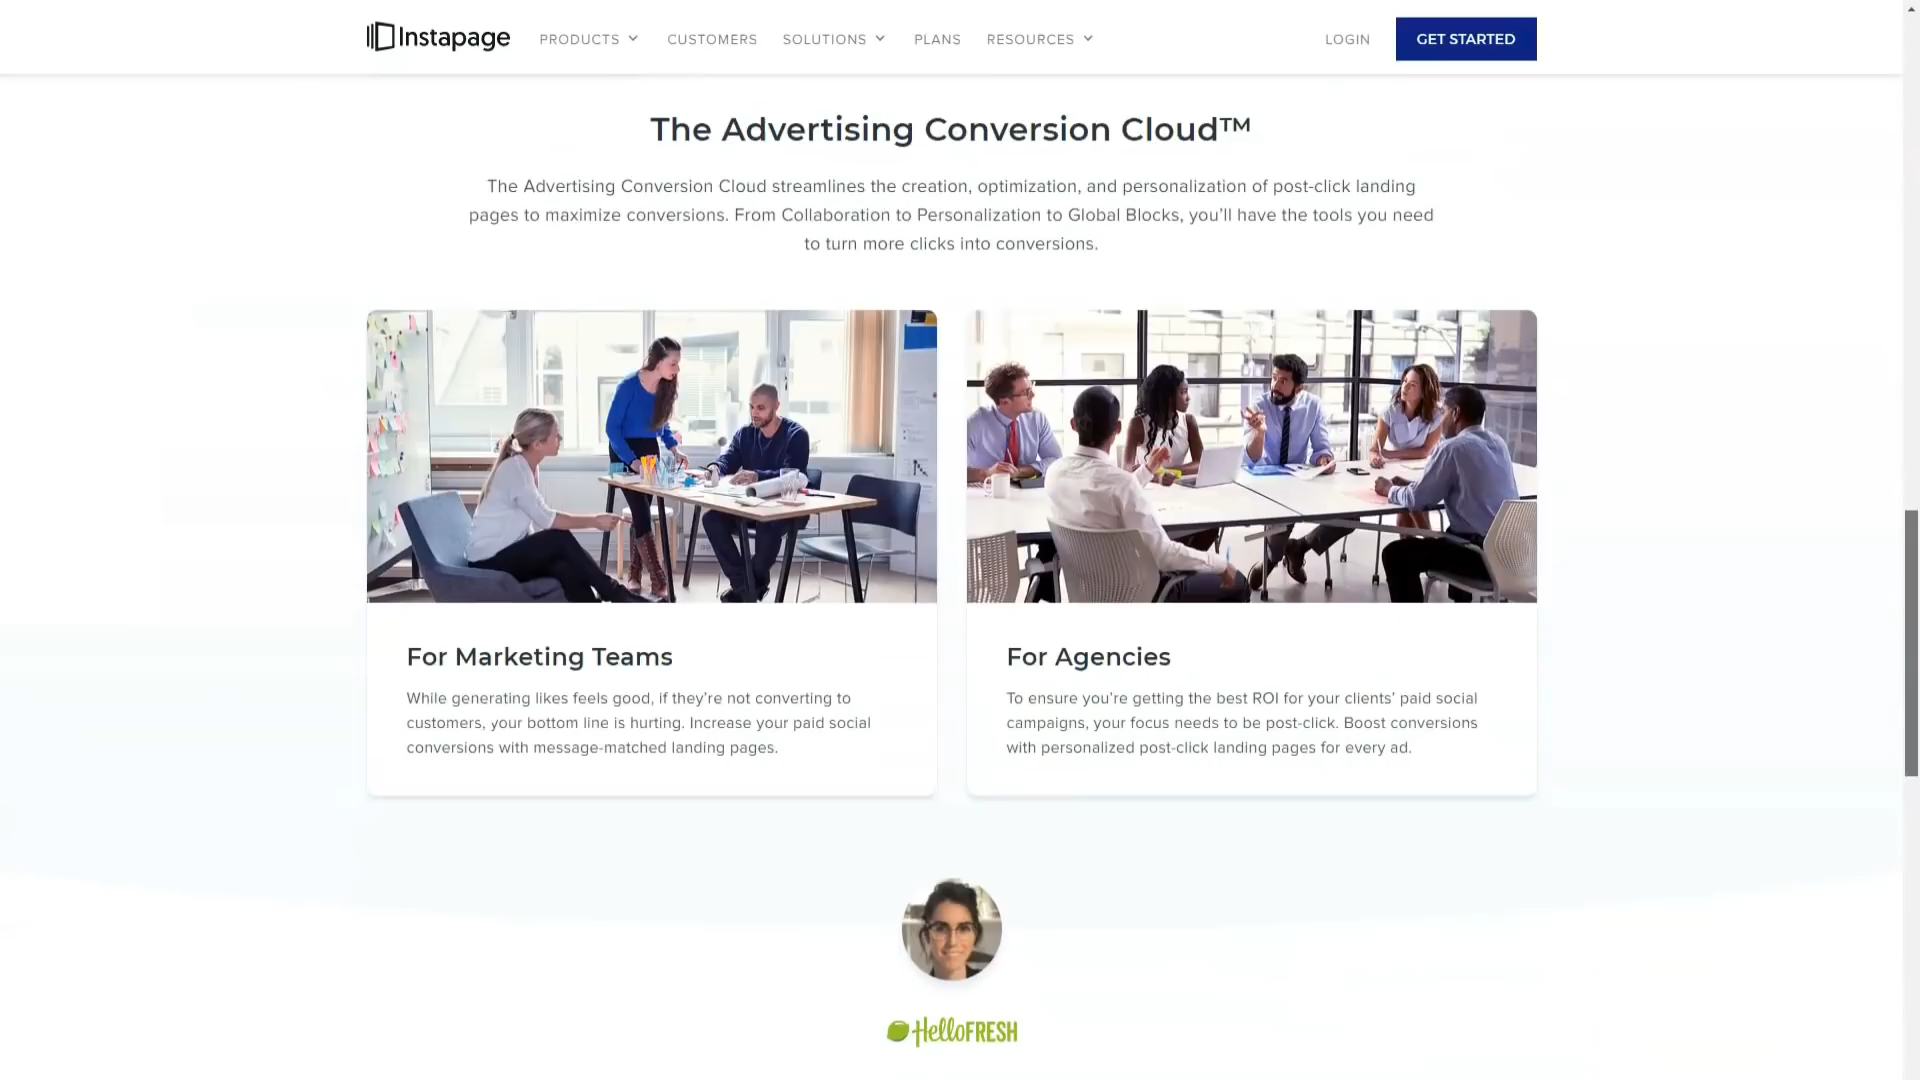 Instapage PRODUCTS CUSTOMERS SOLUTIONS PLANS RESOURCES LOGIN GET STARTED
The Advertising Conversion Cloud™
The Advertising Conversion Cloud streamlines the creation, optimization, and personalization of post-click landing
pages to maximize conversions. From Collaboration to Personalization to Global Blocks, you’ll have the tools you need
to turn more clicks into conversions.
For Marketing Teams
While generating likes feels good, if they’re not converting to
customers, your bottom line is hurting. Increase your paid social
conversions with message-matched landing pages.
For Agencies
To ensure you’re getting the best ROI for your clients’ paid social
campaigns, your focus needs to be post-click. Boost conversions
with personalized post-click landing pages for every ad.
HelloFRESH